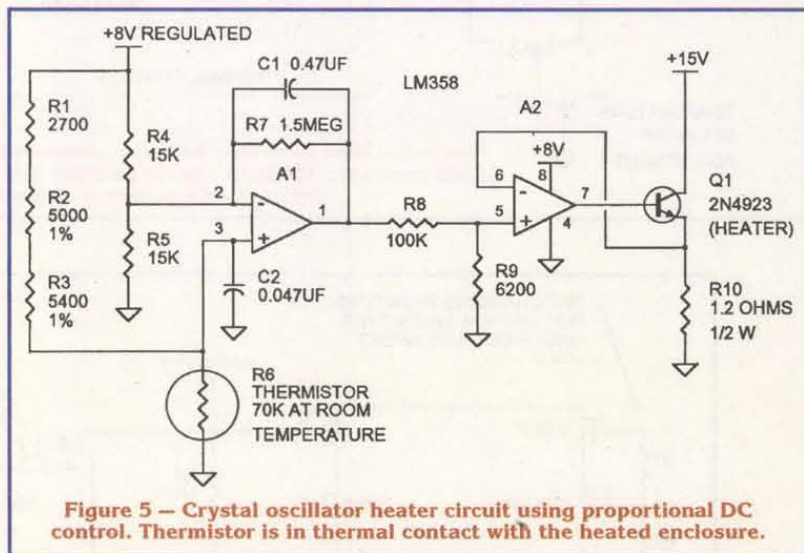 +8V REGULATED
C1 0.47UF
LM358
+15V
R1
2700
R4
15K
R7 1.5MEG
A1
A2
+8V
R2
5000
1%
2
-
1
6
-
8
7
Q1
2N4923
(HEATER)
R5
15K
3
+
R8
100K
5
+
4
R3
5400
1%
C2
0.047UF
R9
6200
R10
1.2 OHMS
1/2 W
R6
THERMISTOR
70K AT ROOM
TEMPERATURE
Figure 5 — Crystal oscillator heater circuit using proportional DC
control. Thermistor is in thermal contact with the heated enclosure.